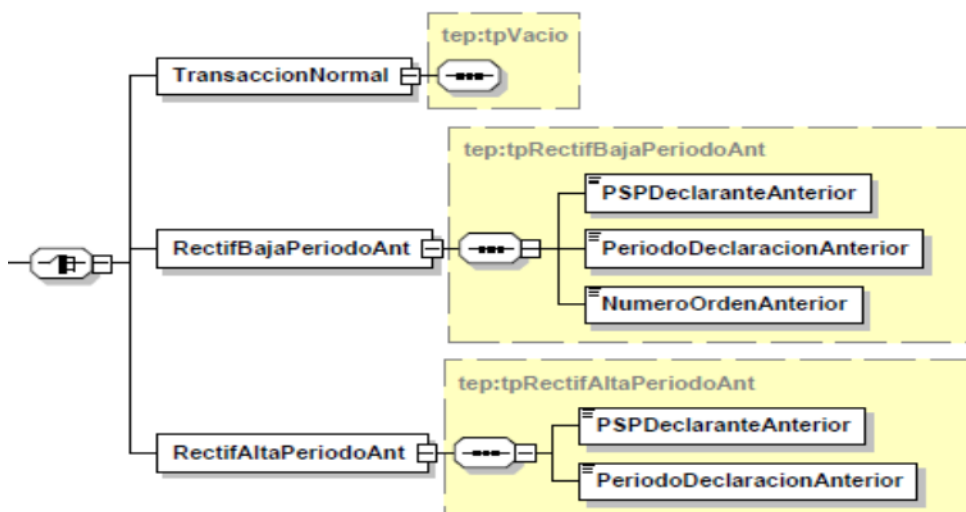 tep:tpVacio
TransaccionNormal
tep:tpRectifBajaPeriodoAnt
PSPDeclaranteAnterior
RectifBajaPeriodoAnt
PeriodoDeclaracionAnterior
NumeroOrdenAnterior
tep:tpRectifAltaPeriodoAnt
PSPDeclaranteAnterior
RectifAltaPeriodoAnt
PeriodoDeclaracionAnterior